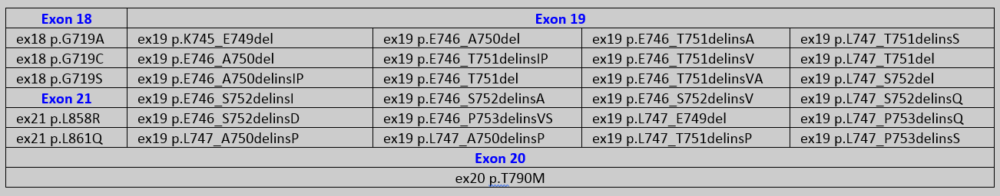 Exon 18 Exon 19
ex18 p.G719A ex19 p.K745_E749del ex19 p.E746_A750del ex19 p.E746_T751delinsA ex19 p.L747_T751delinsS
ex18 p.G719C ex19 p.E746_A750del ex19 p.E746_T751delinsIP ex19 p.E746_T751delinsV ex19 p.L747_T751del
ex18 p.G719S ex19 p.E746_A750delinsIP ex19 p.E746_T751del ex19 p.E746_T751delinsVA ex19 p.L747_S752del
Exon 21 ex19 p.E746_S752delinsI ex19 p.E746_S752delinsA ex19 p.E746_S752delinsV ex19 p.L747_S752delinsQ
ex21 p.L858R ex19 p.E746_S752delinsD ex19 p.E746_P753delinsVS ex19 p.L747_E749del ex19 p.L747_P753delinsQ
ex21 p.L861Q ex19 p.L747_A750delinsP ex19 p.L747_A750delinsP ex19 p.L747_T751delinsP ex19 p.L747_P753delinsS
Exon 20
ex20 p.T790M